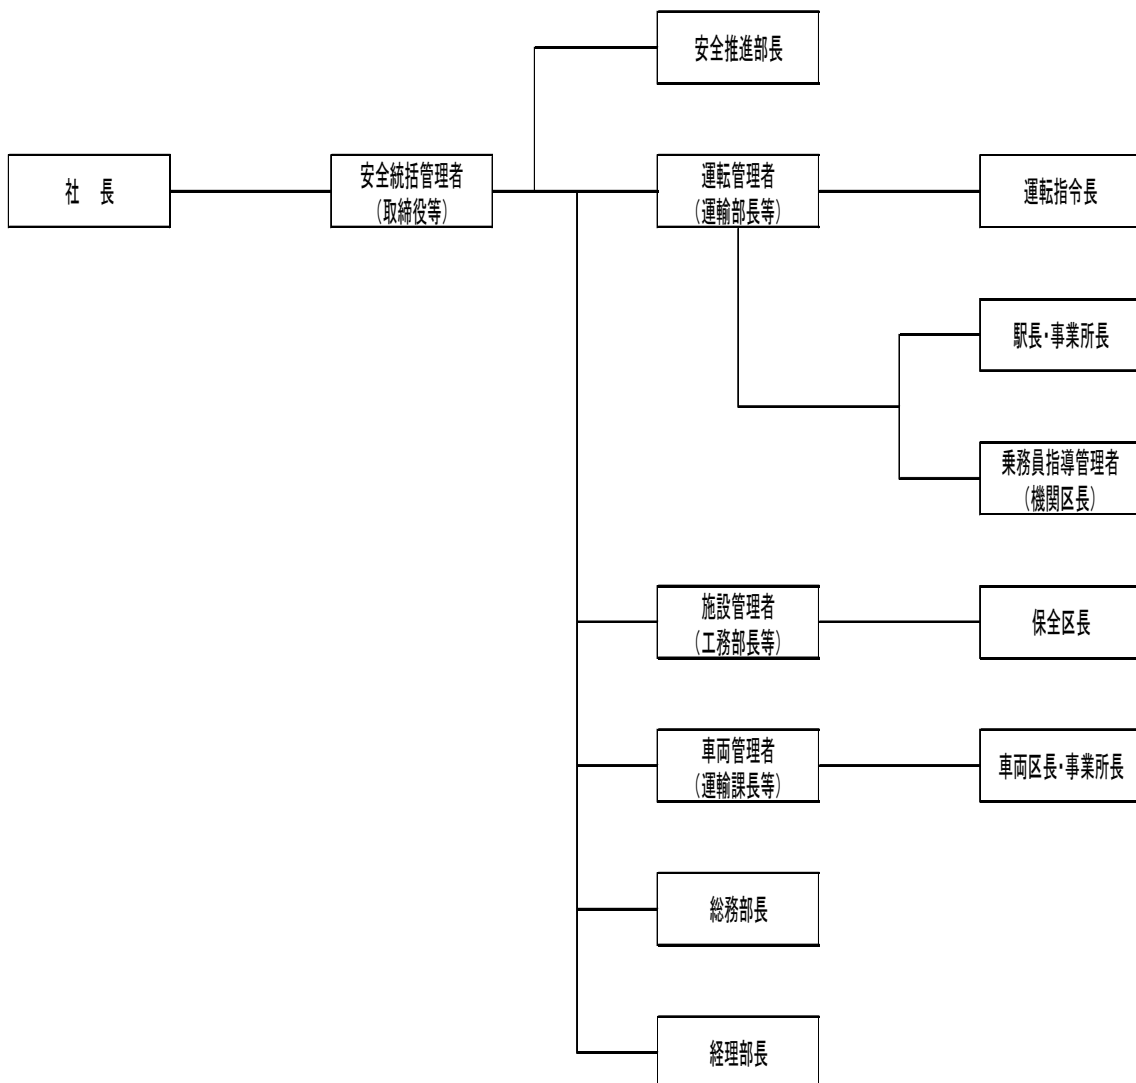 安全推進部長
社　長
安全統括管理者
（取締役等）
運転管理者
（運輸部長等）
運転指令長
駅長・事業所長
乗務員指導管理者
（機関区長）
施設管理者
（工務部長等）
保全区長
車両管理者
（運輸課長等）
車両区長・事業所長
総務部長
経理部長